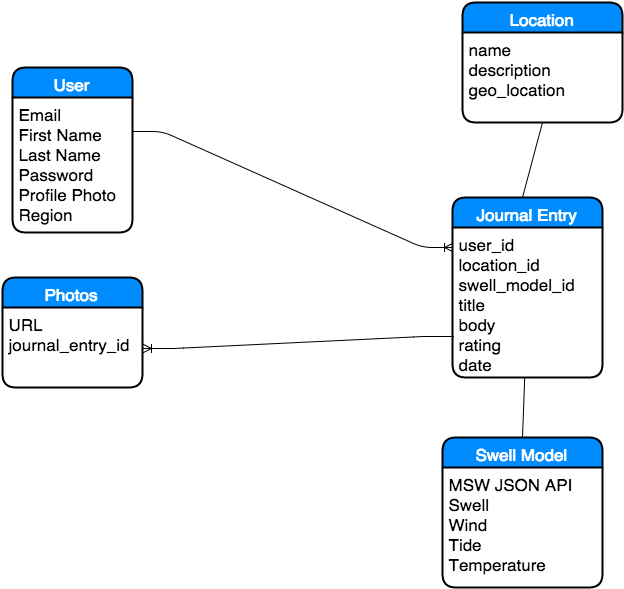 Location
name
description
geo_location
User
Email
First Name
Last Name
Password
Profile Photo
Region
Journal Entry
user_id
location_id
swell_model_id
title
body
rating
date
Photos
URL
journal_entry_id
Swell Model
MSW JSON API
Swell
Wind
Tide
Temperature